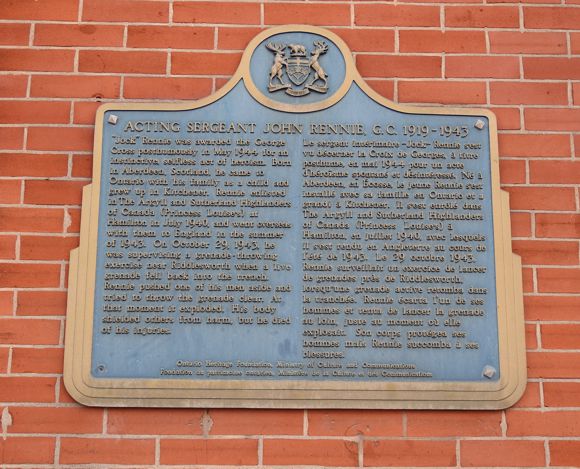 ACTING SERGEANT JOHN RENNIE, G.C. 1919-1943
"Jock" Rennie was awarded the George
Cross posthumously in May 1944 for an
instinctive, selfless act of heroism. Born
in Aberdeen, Scotland, he came to
Ontario with his family as a child and
grew up in Kitchener. Rennie enlisted
in The Argyll and Sutherland Highlanders
of Canada (Princess Louise's) at
Hamilton in July 1940, and went overseas
with them to England in the summer
of 1943. On October 29, 1943, he
was supervising a grenade-throwing
exercise near Riddlesworth when a live
grenade fell back into the trench.
Rennie pushed one of his men aside and
tried to throw the grenade clear. At
that moment it exploded. His body
shielded others from harm, but he died
of his injuries.
Le sergent intérimaire «Jock» Rennie s'est
vu décerner la Croix de Georges, à titre
posthume, en mai 1944 pour un acte
d'héroïsme spontané et désintéressé. Né à
Aberdeen, en Écosse, le jeune Rennie s'est
installé avec sa famille en Ontario et a
grandi à Kitchener. Il s'est enrôlé dans
The Argyll and Sutherland Highlanders
of Canada (Princess Louise's) à
Hamilton, en juillet 1940, avec lesquels
il s'est rendu en Angleterre au cours de
l'été de 1943. Le 29 octobre 1943,
Rennie surveillait un exercice de lancer
de grenades près de Riddlesworth,
lorsqu'une grenade active retomba dans
la tranchée. Rennie écarta l'un de ses
hommes et tenta de lancer la grenade
au loin, juste au moment où elle
explosait. Son corps protégea ses
hommes mais Rennie succomba à ses
blessures.
Ontario Heritage Foundation, Ministry of Culture and Communications
Fondation du patrimoine ontarien, Ministère de la Culture et des Communications